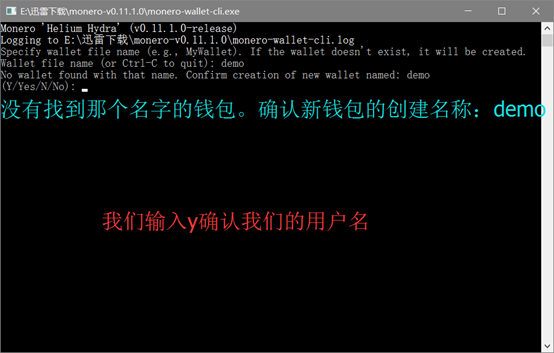 E:\迅雷下载\monero-v0.11.1.0\monero-wallet-cli.exe
Monero 'Helium Hydra' (v0.11.1.0-release)
Logging to E:\迅雷下载\monero-v0.11.1.0\monero-wallet-cli.log
Specify wallet file name (e.g., MyWallet). If the wallet doesn't exist, it will be created.
Wallet file name (or Ctrl-C to quit): demo
No wallet found with that name. Confirm creation of new wallet named: demo
(Y/Yes/N/No):
没有找到那个名字的钱包。确认新钱包的创建名称：demo
我们输入y确认我们的用户名